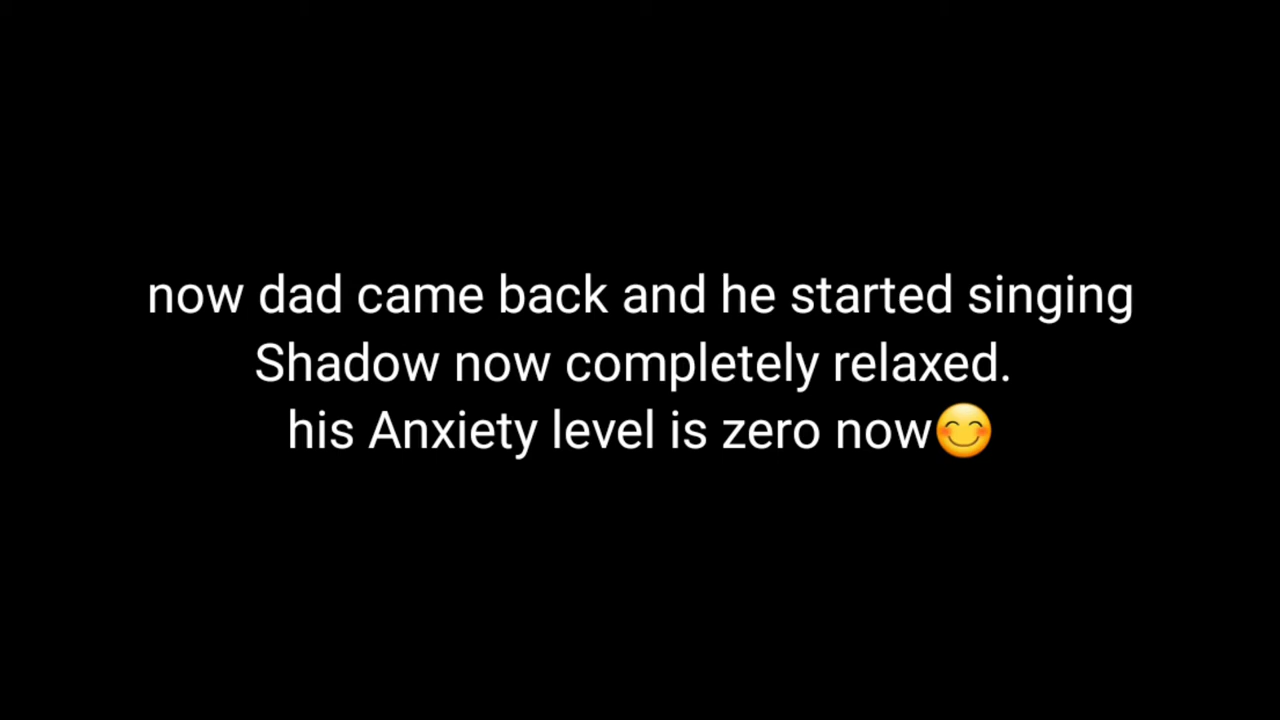 now dad came back and he started singing
Shadow now completely relaxed.
his Anxiety level is zero now😊